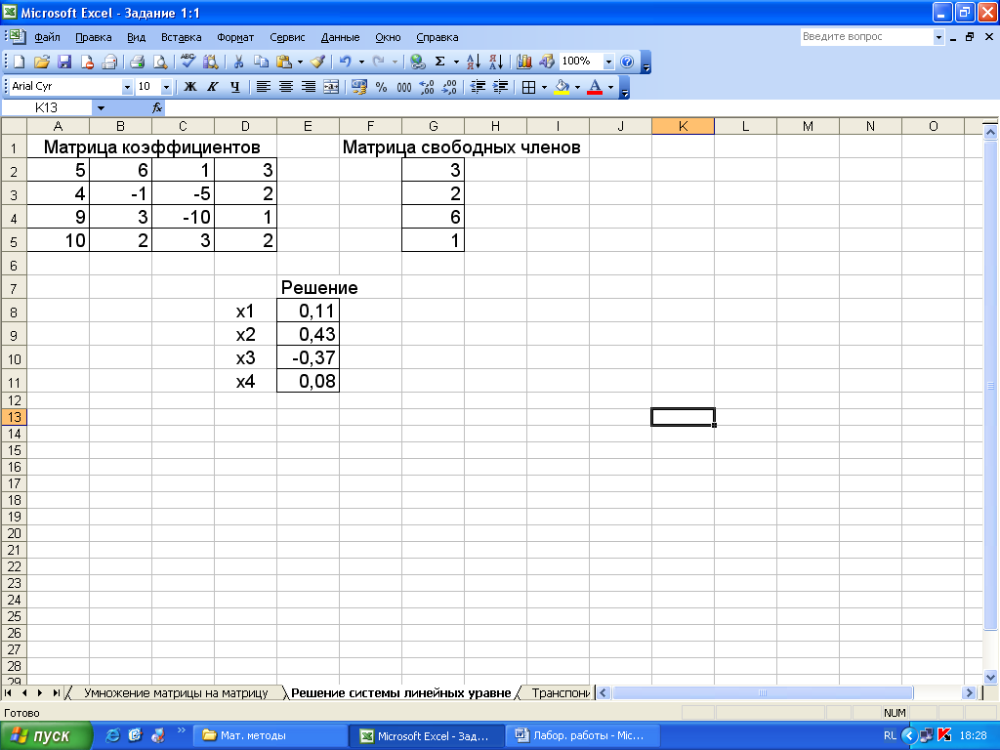 Microsoft Excel - Задание 1:1
Файл Правка Вид Вставка Формат Сервис Данные Окно Справка Введите вопрос
100%
Arial Cyr 10 Ж К Ч % 000
K13 fx
A B C D E F G H I J K L M N O
1 Матрица коэффициентов Матрица свободных членов
2 5 6 1 3 3
3 4 -1 -5 2 2
4 9 3 -10 1 6
5 10 2 3 2 1
6
7 Решение
8 x1 0,11
9 x2 0,43
10 x3 -0,37
11 x4 0,08
12
13
14
15
16
17
18
19
20
21
22
23
24
25
26
27
28
29
Умножение матрицы на матрицу Решение системы линейных уравне Транспони
Готово NUM
пуск Мат. методы Microsoft Excel - Зад... Лабор. работы - Mic... RL 18:28